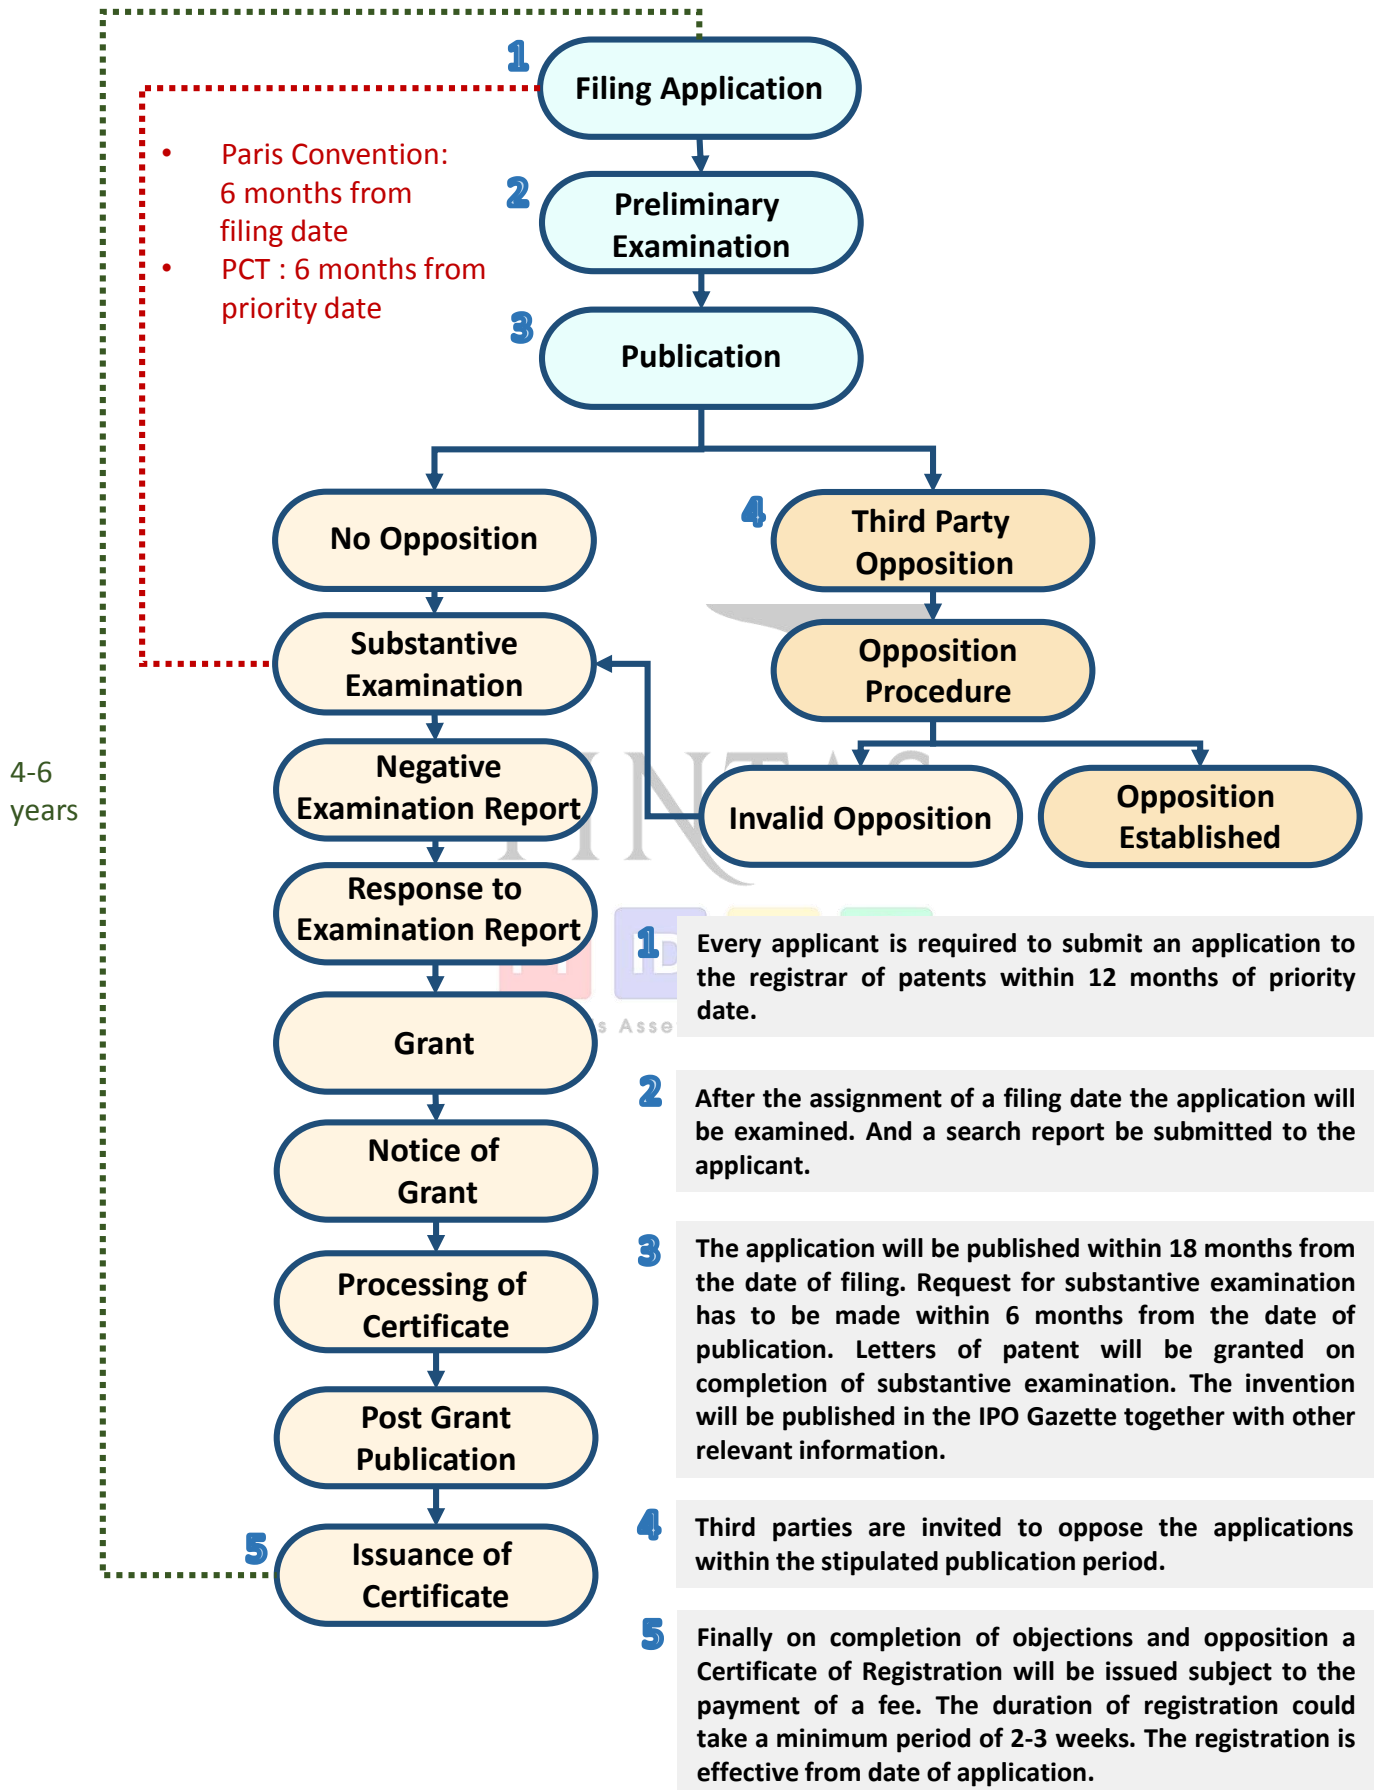 1
Filing Application
• Paris Convention:
6 months from
filing date
• PCT : 6 months from
priority date
2
Preliminary
Examination
3
Publication
No Opposition
4
Third Party
Opposition
Substantive
Examination
Opposition
Procedure
4-6
years
Negative
Examination Report
Invalid Opposition
Opposition
Established
Response to
Examination Report
Grant
Notice of
Grant
Processing of
Certificate
Post Grant
Publication
5
Issuance of
Certificate
1
Every applicant is required to submit an application to
the registrar of patents within 12 months of priority
date.
2
After the assignment of a filing date the application will
be examined. And a search report be submitted to the
applicant.
3
The application will be published within 18 months from
the date of filing. Request for substantive examination
has to be made within 6 months from the date of
publication. Letters of patent will be granted on
completion of substantive examination. The invention
will be published in the IPO Gazette together with other
relevant information.
4
Third parties are invited to oppose the applications
within the stipulated publication period.
5
Finally on completion of objections and opposition a
Certificate of Registration will be issued subject to the
payment of a fee. The duration of registration could
take a minimum period of 2-3 weeks. The registration is
effective from date of application.